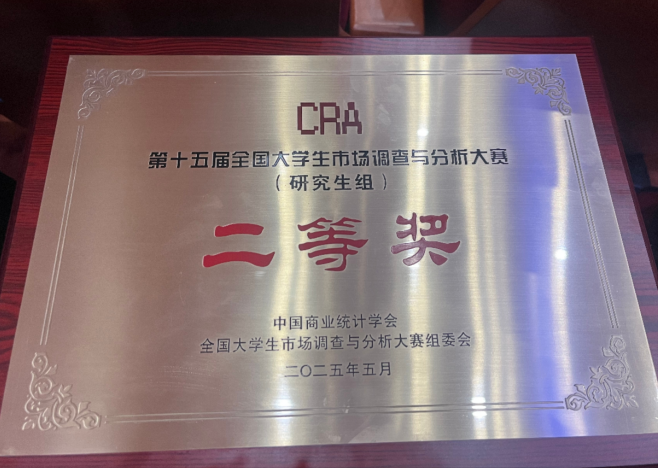 CRA
第十五届全国大学生市场调查与分析大赛
（研究生组）
二等奖
中国商业统计学会
全国大学生市场调查与分析大赛组委会
二〇二五年五月